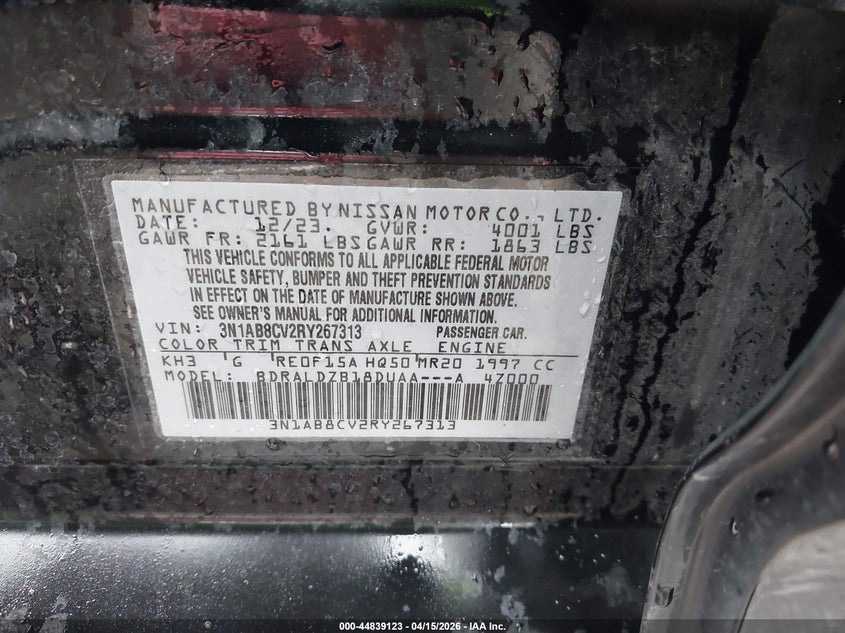 MANUFACTURED BY NISSAN MOTOR CO., LTD.
DATE: 12/23. GVWR: 4001 LBS
GAWR FR: 2161 LBS GAWR RR: 1863 LBS
THIS VEHICLE CONFORMS TO ALL APPLICABLE FEDERAL MOTOR
VEHICLE SAFETY, BUMPER AND THEFT PREVENTION STANDARDS
IN EFFECT ON THE DATE OF MANUFACTURE SHOWN ABOVE.
SEE OWNER'S MANUAL FOR ADDITIONAL INFORMATION.
VIN: 3N1AB8CV2RY267313 PASSENGER CAR.
COLOR TRIM TRANS AXLE ENGINE
KH3 G RE0F15A HQ50 MR20 1997 CC
MODEL: BDRALDZB18DUAA---A 47000
3N1AB8CV2RY267313
000-44839123 - 04/15/2026 - IAA Inc.